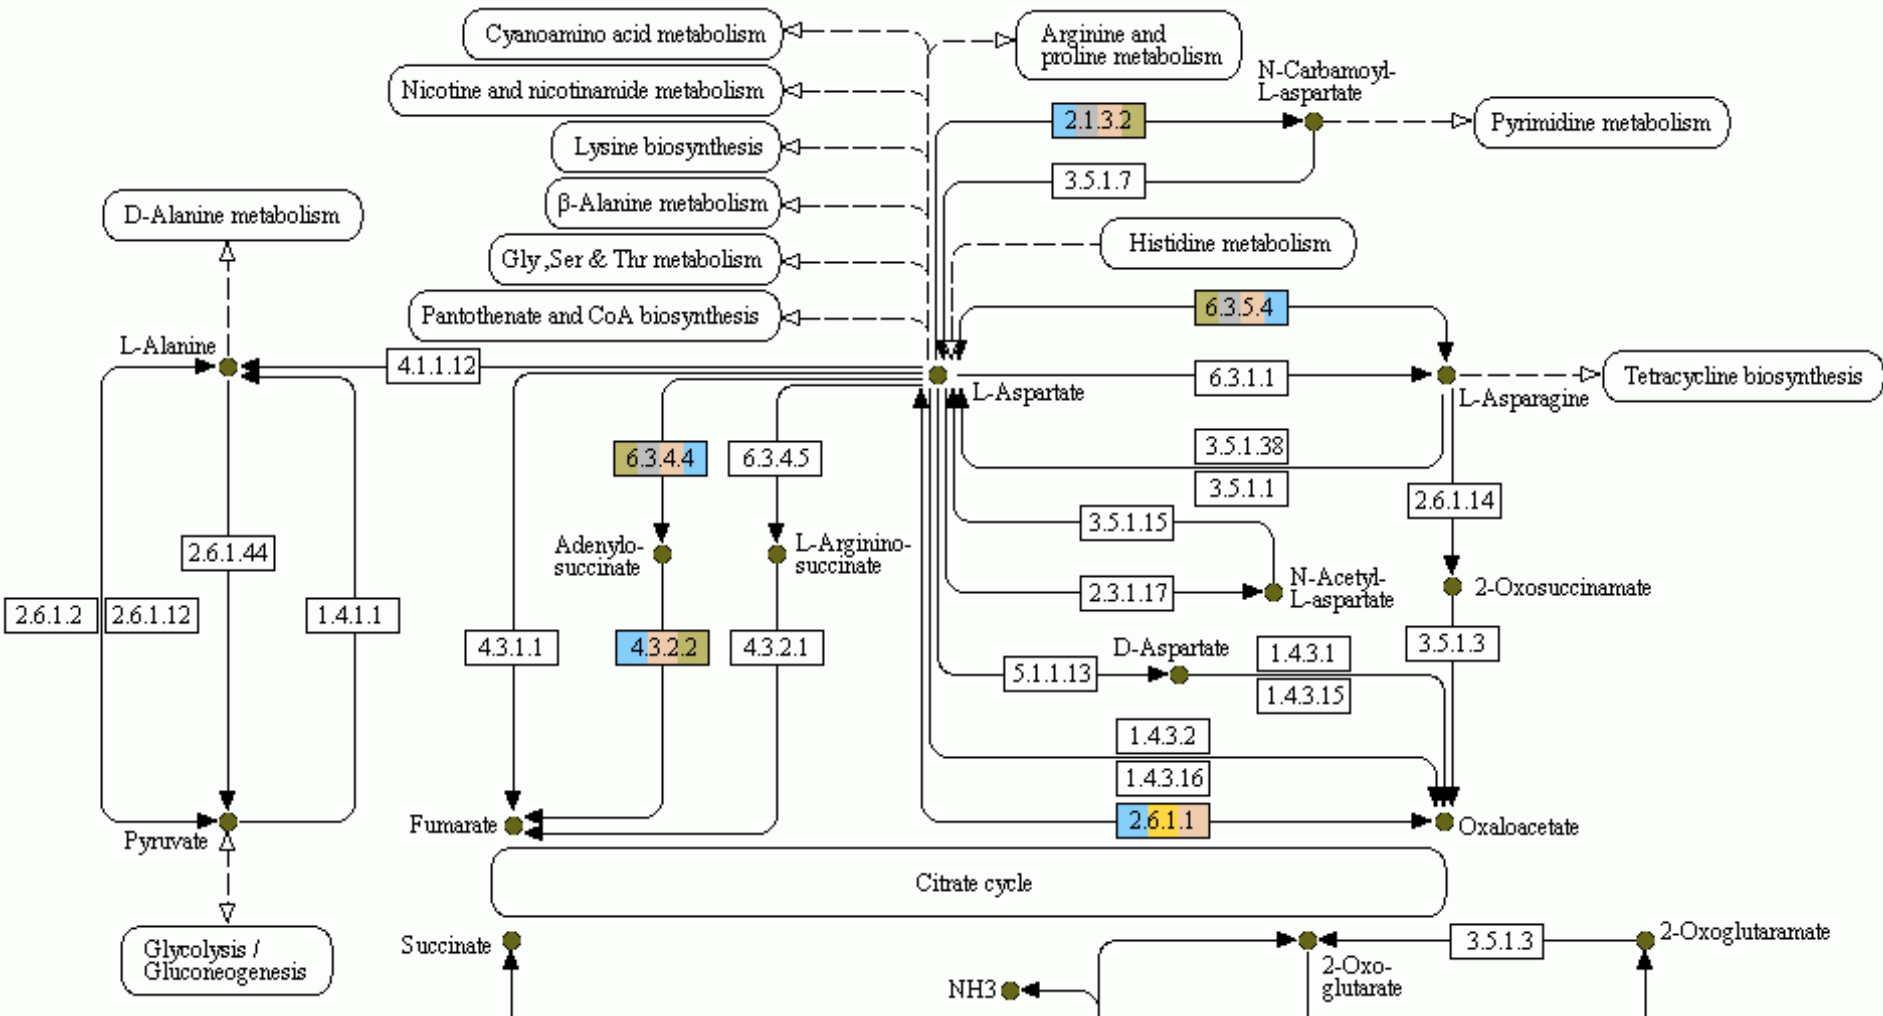 Cyanoamino acid metabolism
Arginine and
proline metabolism
Nicotine and nicotinamide metabolism
N-Carbamoyl-
L-aspartate
2.1.3.2
Pyrimidine metabolism
Lysine biosynthesis
3.5.1.7
β-Alanine metabolism
D-Alanine metabolism
Histidine metabolism
Gly ,Ser & Thr metabolism
Pantothenate and CoA biosynthesis
6.3.5.4
L-Alanine
4.1.1.12
L-Aspartate
6.3.1.1
L-Asparagine
Tetracycline biosynthesis
6.3.4.4
6.3.4.5
3.5.1.38
3.5.1.1
2.6.1.14
3.5.1.15
2.6.1.44
Adenylo-
succinate
L-Arginino-
succinate
2.3.1.17
N-Acetyl-
L-aspartate
2-Oxosuccinamate
2.6.1.2
2.6.1.12
1.4.1.1
4.3.1.1
4.3.2.2
4.3.2.1
D-Aspartate
5.1.1.13
1.4.3.1
1.4.3.15
3.5.1.3
1.4.3.2
1.4.3.16
2.6.1.1
Pyruvate
Fumarate
Oxaloacetate
Citrate cycle
Glycolysis /
Gluconeogenesis
Succinate
NH3
2-Oxo-
glutarate
3.5.1.3
2-Oxoglutaramate